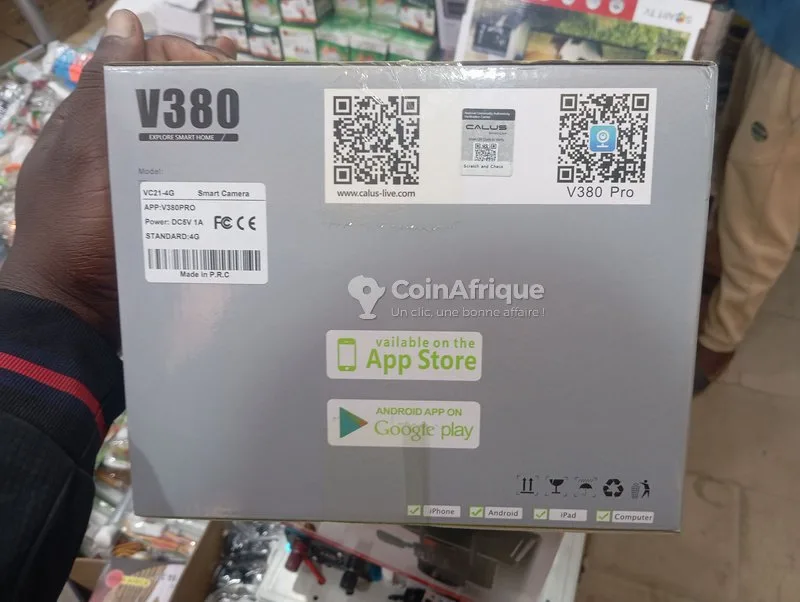 V380
EXPLORE SMART HOME
www.calus-live.com
CALUS
Scratch and Check
V380 Pro
Model:
VC21-4G Smart Camera
APP:V380PRO
Power: DC5V 1A
FC CE
STANDARD;4G
Made in P.R.C
CoinAfrique
Un clic, une bonne affaire !
vailable on the
App Store
ANDROID APP ON
Google play
iPhone
Android
iPad
Computer